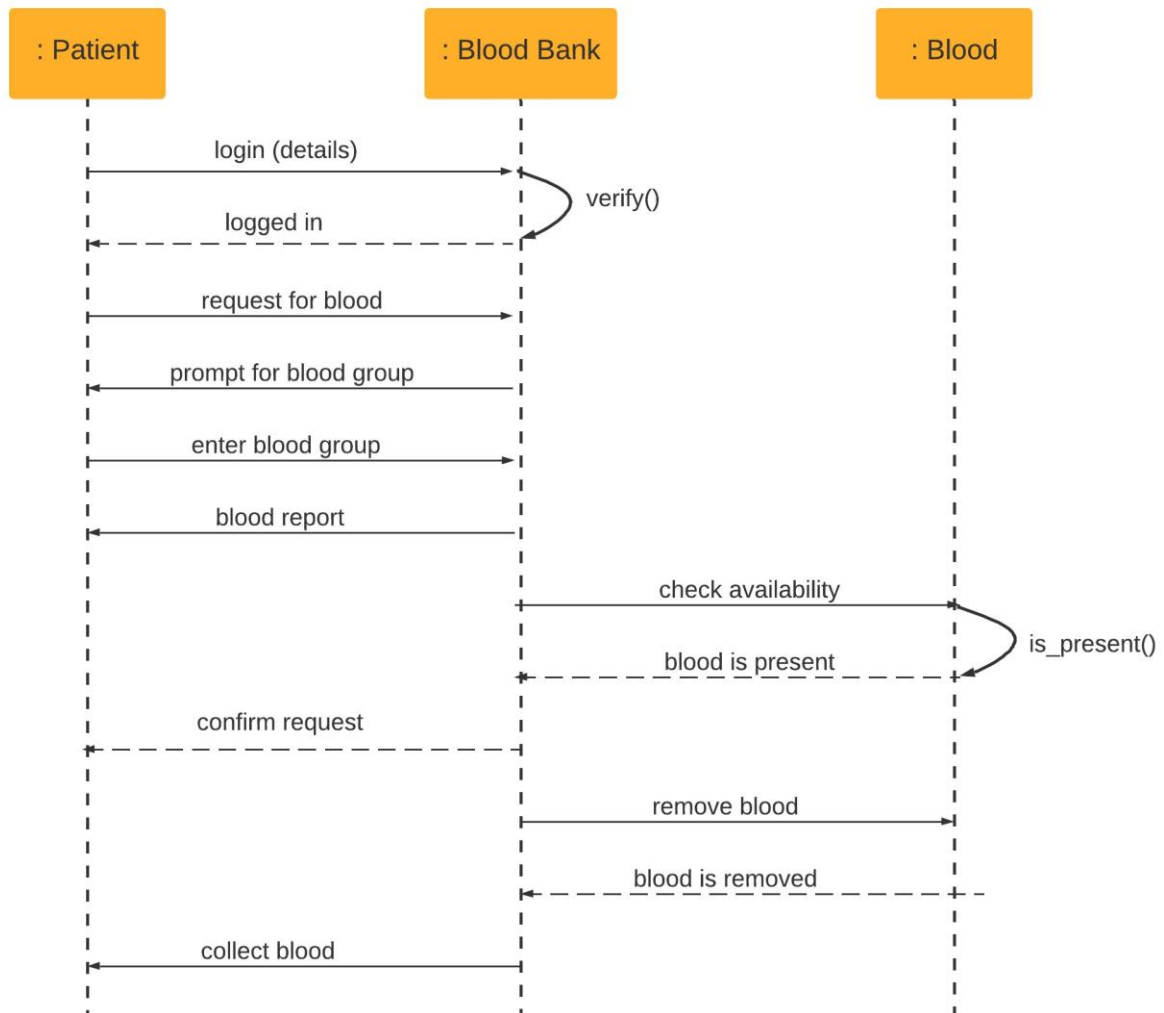 : Patient
: Blood Bank
: Blood
login (details)
verify()
logged in
request for blood
prompt for blood group
enter blood group
blood report
check availability
is_present()
blood is present
confirm request
remove blood
blood is removed
collect blood